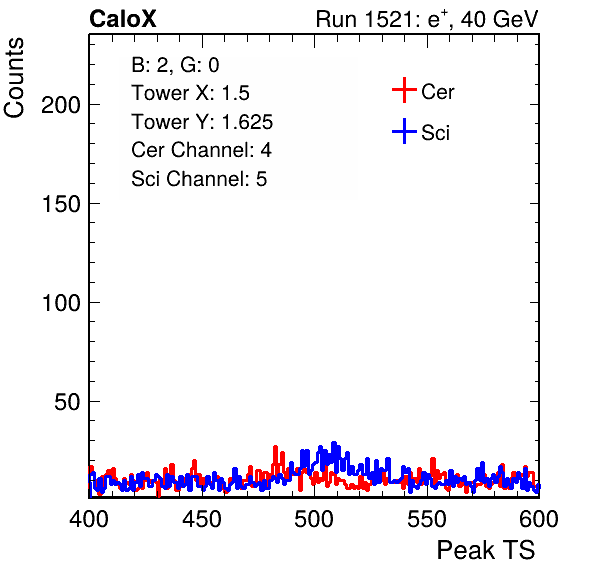 CaloX
Run 1521: e+, 40 GeV
Counts
B: 2, G: 0
Tower X: 1.5
Tower Y: 1.625
Cer Channel: 4
Sci Channel: 5
Cer
Sci
200
150
100
50
400 450 500 550 600
Peak TS